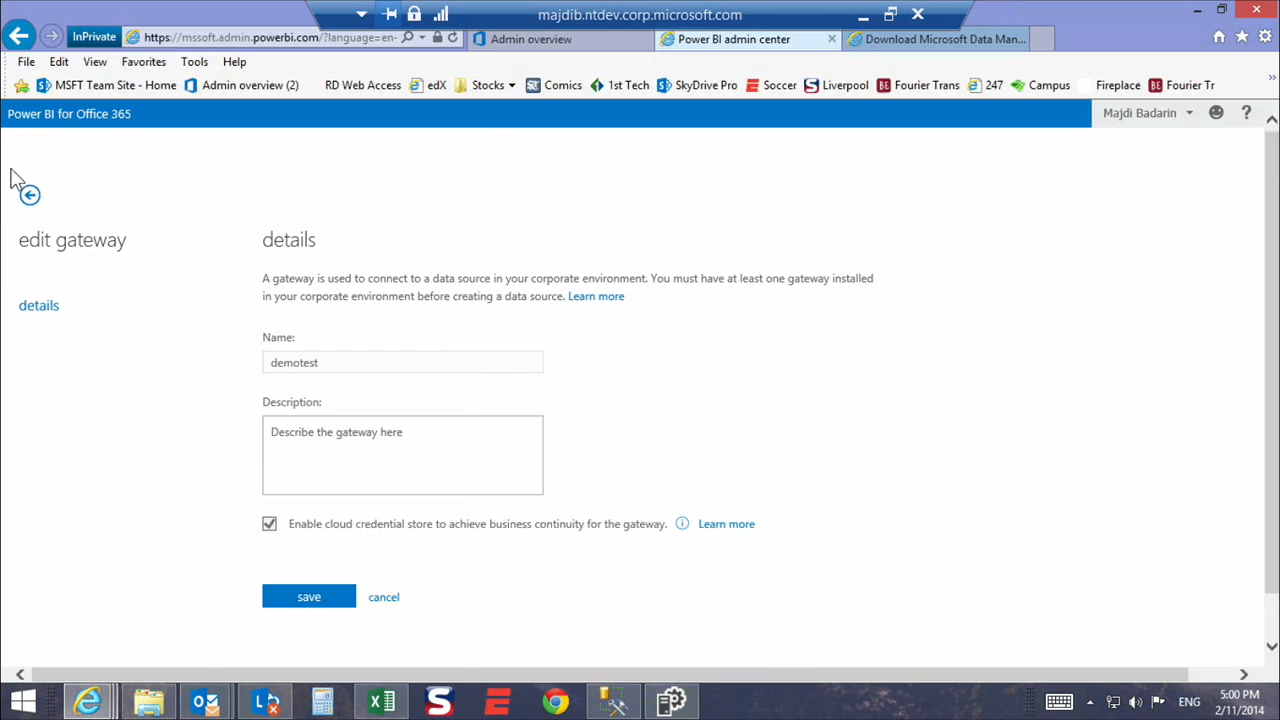 majdib.ntdev.corp.microsoft.com
InPrivate
https://mssoft.admin.powerbi.com/?language=en-
Admin overview
Power BI admin center
Download Microsoft Data Man...
File Edit View Favorites Tools Help
MSFT Team Site - Home Admin overview (2) RD Web Access edX Stocks Comics 1st Tech SkyDrive Pro Soccer Liverpool Fourier Trans 247 Campus Fireplace Fourier Tr
Power BI for Office 365
Majdi Badarin
edit gateway
details
details
A gateway is used to connect to a data source in your corporate environment. You must have at least one gateway installed
in your corporate environment before creating a data source. Learn more
Name:
demotest
Description:
Describe the gateway here
Enable cloud credential store to achieve business continuity for the gateway. Learn more
save cancel
ENG
5:00 PM
2/11/2014